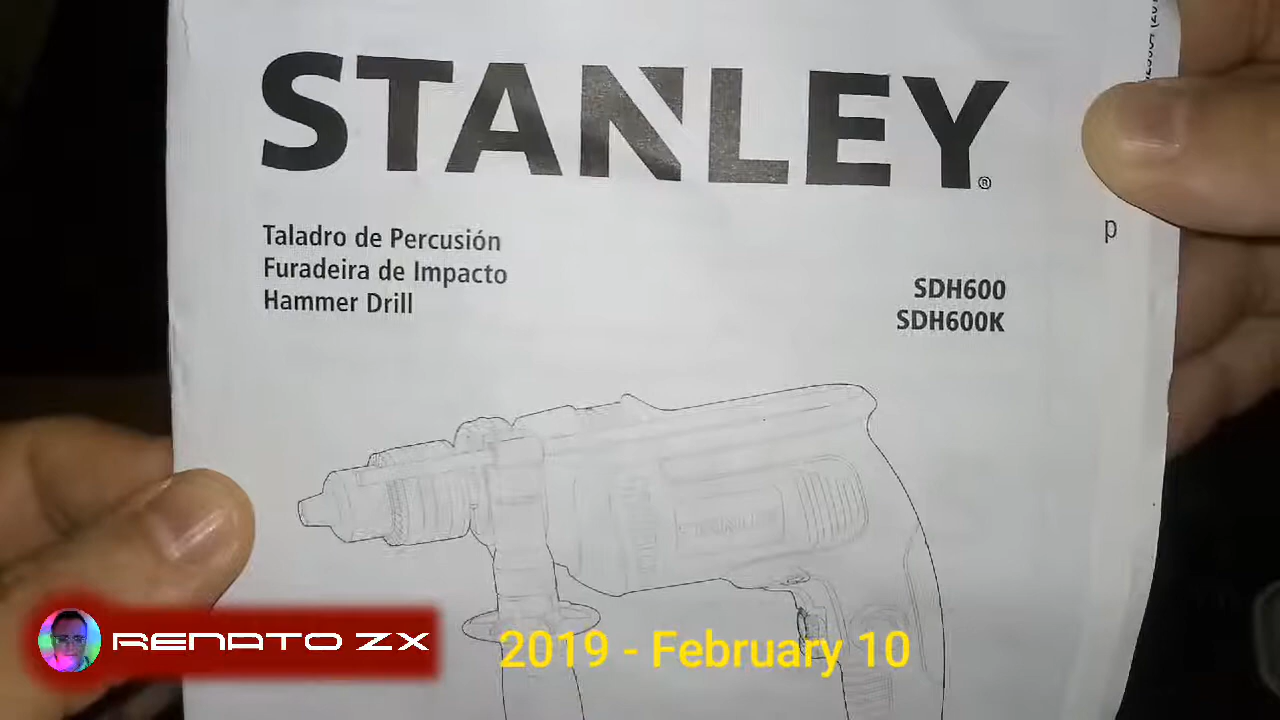 STANLEY®
Taladro de Percusión
Furadeira de Impacto
Hammer Drill
SDH600
SDH600K
p
RENATO ZX
2019 - February 10